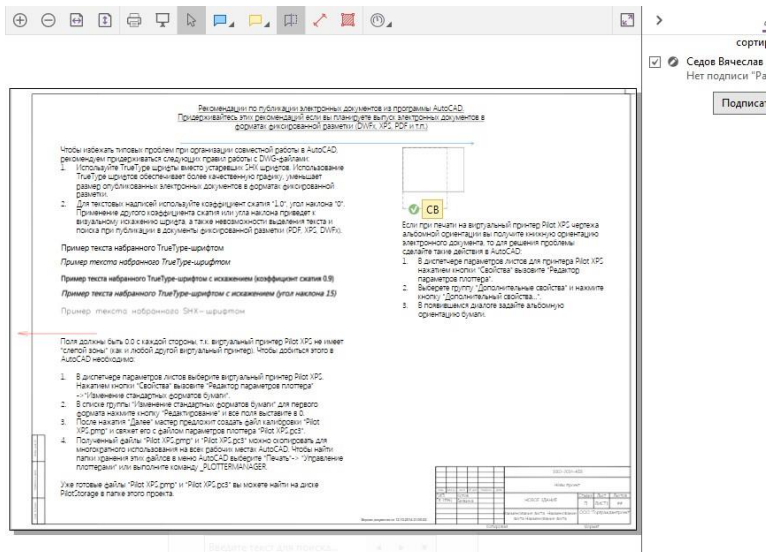 сортир
Седов Вячеслав
Нет подписи "Ра
Подписат
Рекомендации по публикации электронных документов из программы AutoCAD.
Придерживайтесь этих рекомендаций если вы планируете выпуск электронных документов в
форматах фиксированной разметки (DWFx, XPS, PDF и т.п.)
Чтобы избежать типовых проблем при организации совместной работы в AutoCAD,
рекомендуем придерживаться следующих правил работы с DWG-файлами:
1. Используйте TrueType шрифты вместо устаревших SHX шрифтов. Использование
TrueType шрифтов обеспечивает более качественную графику, уменьшает
размер опубликованных электронных документов в форматах фиксированной
разметки.
2. Для текстовых надписей используйте коэффициент сжатия "1.0", угол наклона "0".
Применение другого коэффициента сжатия или угла наклона приведет к
визуальному искажению шрифта, а также невозможности выделения текста и
поиска при публикации в документы фиксированной разметки (PDF, XPS, DWFx).
Пример текста набранного TrueType-шрифтом
Пример текста набранного TrueType-шрифтом
Пример текста набранного TrueType-шрифтом с искажением (коэффициент сжатия 0.9)
Пример текста набранного TrueType-шрифтом с искажением (угол наклона 15)
Пример текста набранного SHX-шрифтом
Поля должны быть 0.0 с каждой стороны, т.к. виртуальный принтер Pilot XPS не имеет
"слепой зоны" (как и любой другой виртуальный принтер). Чтобы добиться этого в
AutoCAD необходимо:
1. В диспетчере параметров листов выберите виртуальный принтер Pilot XPS.
Нажатием кнопки "Свойства" вызовите "Редактор параметров плоттера"
->"Изменение стандартных форматов бумаги".
2. В списке группы "Изменение стандартных форматов бумаги" для первого
формата нажмите кнопку "Редактирование" и все поля выставите в 0.
3. После нажатия "Далее" мастер предложит создать файл калибровки "Pilot
XPS.pmp" и свяжет его с файлом параметров плоттера "Pilot XPS.pc3".
4. Полученный файлы "Pilot XPS.pmp" и "Pilot XPS.pc3" можно скопировать для
многократного использования на всех рабочих местах AutoCAD. Чтобы найти
папки хранения этих файлов в меню AutoCAD выберите "Печать"-> "Управление
плоттерами" или выполните команду _PLOTTERMANAGER.
Уже готовые файлы "Pilot XPS.pmp" и "Pilot XPS.pc3" вы можете найти на диске
PilotStorage в папке этого проекта.
СВ
Если при печати на виртуальный принтер Pilot XPS чертежа
альбомной ориентации вы получите книжную ориентацию
электронного документа, то для решения проблемы
сделайте такие действия в AutoCAD:
1. В диспетчере параметров листов для принтера Pilot XPS
нажатием кнопки "Свойства" вызовите "Редактор
параметров плоттера".
2. Выберете группу "Дополнительные свойства" и нажмите
кнопку "Дополнительный свойства...".
3. В появившемся диалоге задайте альбомную
ориентацию бумаги.
Введите текст для поиска...